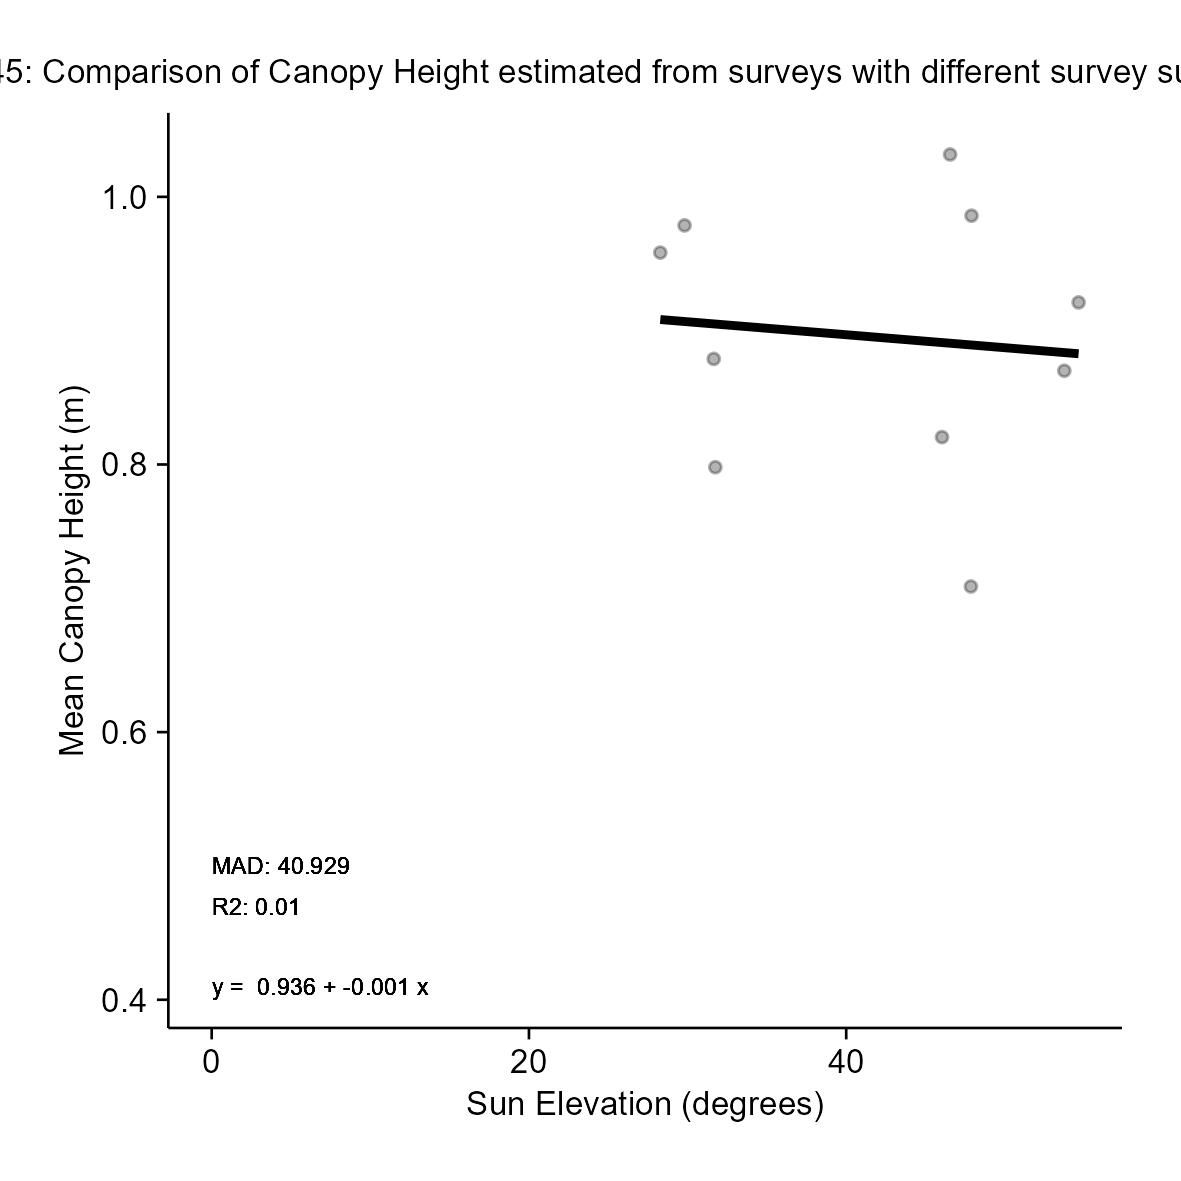 45: Comparison of Canopy Height estimated from surveys with different survey
Mean Canopy Height (m)
1.0
0.8
0.6
0.4
MAD: 40.929
R2: 0.01
y = 0.936 + -0.001 x
0
20
40
Sun Elevation (degrees)